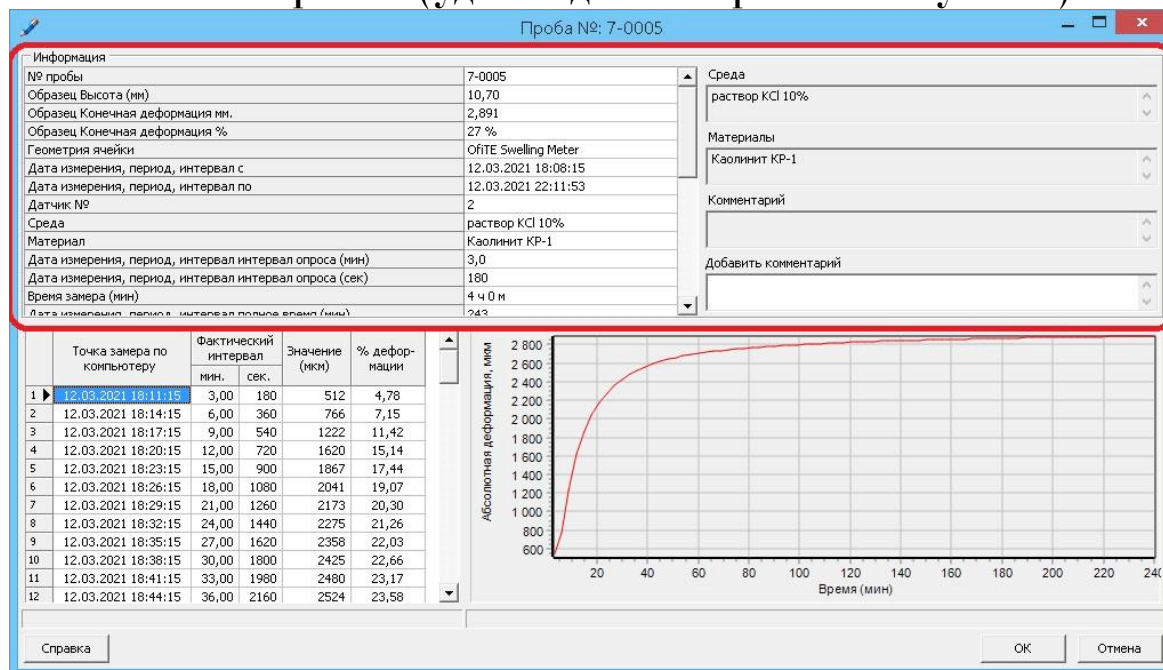 Проба №: 7-0005
Информация
№ пробы 7-0005
Образец Высота (мм) 10,70
Образец Конечная деформация мм. 2,891
Образец Конечная деформация % 27 %
Геометрия ячейки OfiTE Swelling Meter
Дата измерения, период, интервал с 12.03.2021 18:08:15
Дата измерения, период, интервал по 12.03.2021 22:11:53
Датчик № 2
Среда раствор KCl 10%
Материал Каолинит КР-1
Дата измерения, период, интервал интервал опроса (мин) 3,0
Дата измерения, период, интервал интервал опроса (сек) 180
Время замера (мин) 4 ч 0 м
Дата измерения, период, интервал полное время (мин) 243
Среда
раствор KCl 10%
Материалы
Каолинит КР-1
Комментарий
Добавить комментарий
Точка замера по компьютеру Фактический интервал Значение (мкм) % дефор-мации
мин. сек.
1 12.03.2021 18:11:15 3,00 180 512 4,78
2 12.03.2021 18:14:15 6,00 360 766 7,15
3 12.03.2021 18:17:15 9,00 540 1222 11,42
4 12.03.2021 18:20:15 12,00 720 1620 15,14
5 12.03.2021 18:23:15 15,00 900 1867 17,44
6 12.03.2021 18:26:15 18,00 1080 2041 19,07
7 12.03.2021 18:29:15 21,00 1260 2173 20,30
8 12.03.2021 18:32:15 24,00 1440 2275 21,26
9 12.03.2021 18:35:15 27,00 1620 2358 22,03
10 12.03.2021 18:38:15 30,00 1800 2425 22,66
11 12.03.2021 18:41:15 33,00 1980 2480 23,17
12 12.03.2021 18:44:15 36,00 2160 2524 23,58
Абсолютная деформация, мкм
2 800
2 600
2 400
2 200
2 000
1 800
1 600
1 400
1 200
1 000
800
600
20 40 60 80 100 120 140 160 180 200 220 240
Время (мин)
Справка
ОК
Отмена